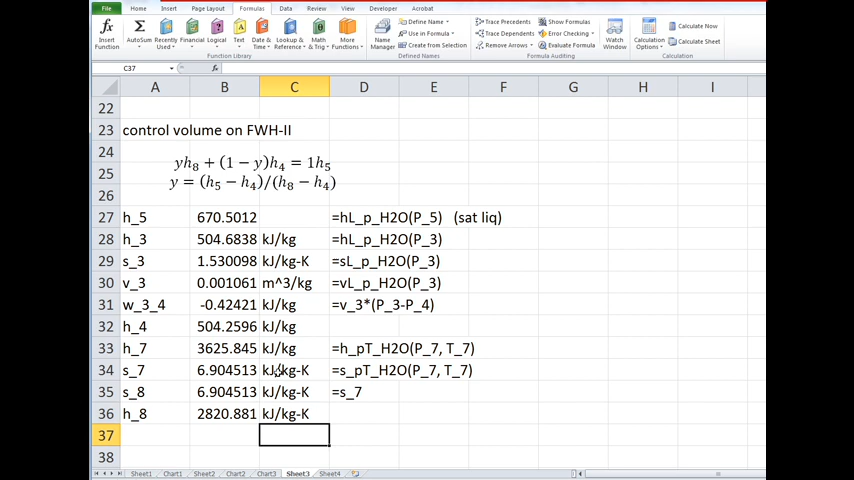 File Home Insert Page Layout Formulas Data Review View Developer Acrobat
Insert Function
AutoSum
Recently Used
Financial
Logical
Text
Date & Time
Lookup & Reference
Math & Trig
More Functions
Function Library
Name Manager
Define Name
Use in Formula
Create from Selection
Defined Names
Trace Precedents
Trace Dependents
Remove Arrows
Show Formulas
Error Checking
Evaluate Formula
Formula Auditing
Watch Window
Calculation Options
Calculate Now
Calculate Sheet
Calculation
C37 fx
A B C D E F G H I
22
23 control volume on FWH-II
24 yh₈ + (1 − y)h₄ = 1h₅
25 y = (h₅ − h₄)/(h₈ − h₄)
26
27 h_5 670.5012 =hL_p_H2O(P_5) (sat liq)
28 h_3 504.6838 kJ/kg =hL_p_H2O(P_3)
29 s_3 1.530098 kJ/kg-K =sL_p_H2O(P_3)
30 v_3 0.001061 m^3/kg =vL_p_H2O(P_3)
31 w_3_4 -0.42421 kJ/kg =v_3*(P_3-P_4)
32 h_4 504.2596 kJ/kg
33 h_7 3625.845 kJ/kg =h_pT_H2O(P_7, T_7)
34 s_7 6.904513 kJ/kg-K =s_pT_H2O(P_7, T_7)
35 s_8 6.904513 kJ/kg-K =s_7
36 h_8 2820.881 kJ/kg-K
37
38
Sheet1 Chart1 Sheet2 Chart2 Chart3 Sheet3 Sheet4